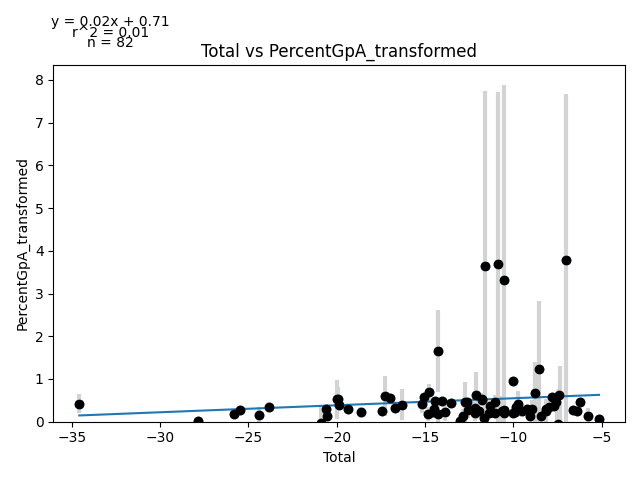 y = 0.02x + 0.71
r^2 = 0.01
n = 82
Total vs PercentGpA_transformed
PercentGpA_transformed
8
7
6
5
4
3
2
1
0
−35 −30 −25 −20 −15 −10 −5
Total